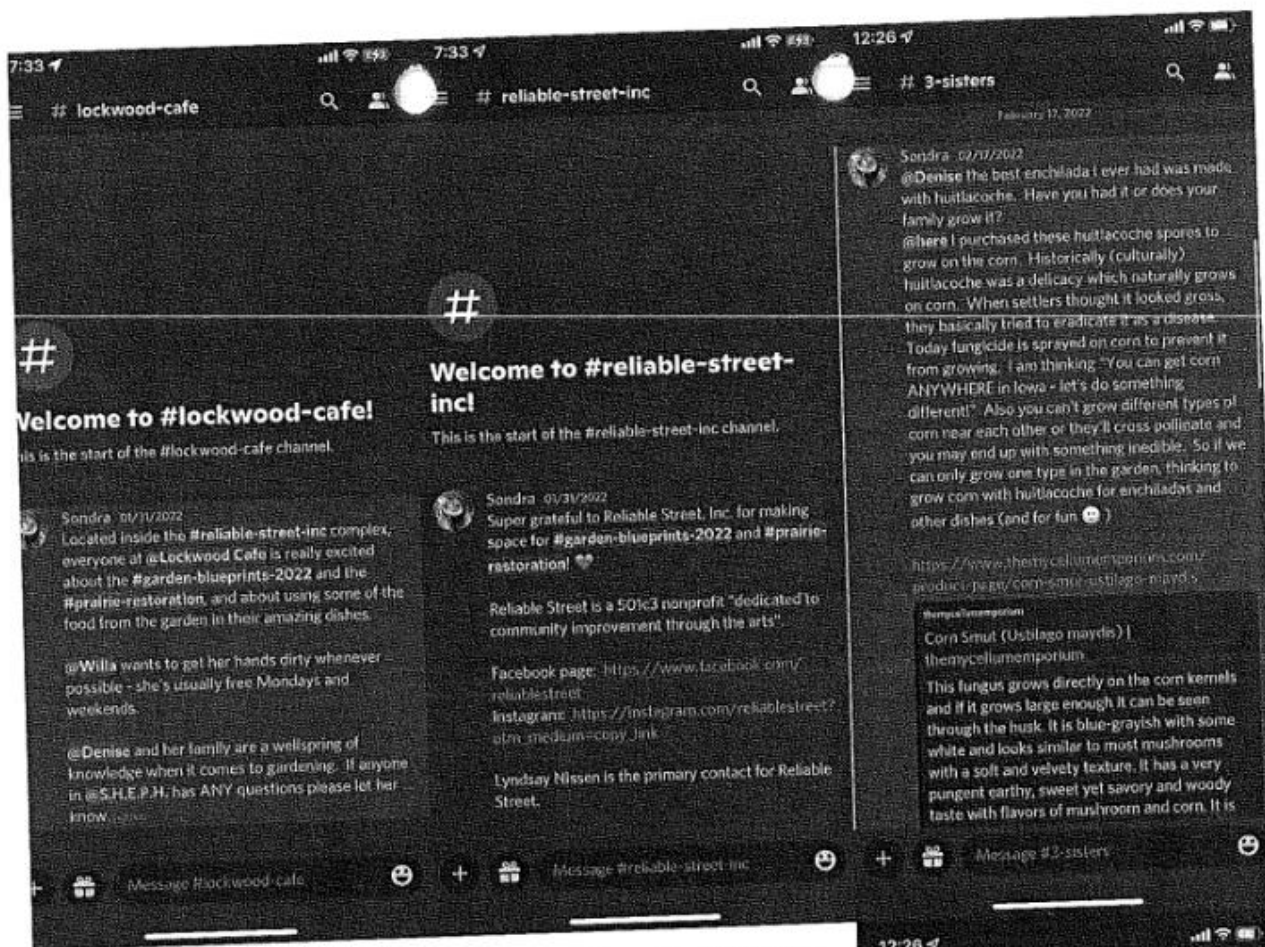 7:33
# lockwood-cafe
#
Welcome to #lockwood-cafe!
This is the start of the #lockwood-cafe channel.
Sondra 01/31/2022
Located inside the #reliable-street-inc complex,
everyone at @Lockwood Cafe is really excited
about the #garden-blueprints-2022 and the
#prairie-restoration, and about using some of the
food from the garden in their amazing dishes.
@Willa wants to get her hands dirty whenever
possible - she's usually free Mondays and
weekends.
@Denise and her family are a wellspring of
knowledge when it comes to gardening. If anyone
in @S.H.E.P.H. has ANY questions please let her
know.
Message #lockwood-cafe
7:33
# reliable-street-inc
#
Welcome to #reliable-street-
inc!
This is the start of the #reliable-street-inc channel.
Sondra 01/31/2022
Super grateful to Reliable Street, Inc. for making
space for #garden-blueprints-2022 and #prairie-
restoration!
Reliable Street is a 501c3 nonprofit "dedicated to
community improvement through the arts".
Facebook page: https://www.facebook.com/
reliablestreet
Instagram: https://instagram.com/reliablestreet?
utm_medium=copy_link
Lyndsay Nissen is the primary contact for Reliable
Street.
Message #reliable-street-inc
12:26
# 3-sisters
February 17, 2022
Sondra 02/17/2022
@Denise the best enchilada I ever had was made
with huitlacoche. Have you had it or does your
family grow it?
@here I purchased these huitlacoche spores to
grow on the corn. Historically (culturally)
huitlacoche was a delicacy which naturally grows
on corn. When settlers thought it looked gross,
they basically tried to eradicate it as a disease.
Today fungicide is sprayed on corn to prevent it
from growing. I am thinking "You can get corn
ANYWHERE in Iowa - let's do something
different!" Also you can't grow different types of
corn near each other or they'll cross pollinate and
you may end up with something inedible. So if we
can only grow one type in the garden, thinking to
grow corn with huitlacoche for enchiladas and
other dishes (and for fun )
https://www.themyceliumemporium.com/
product-page/corn-smut-ustilago-mayd s
themyceliumemporium
Corn Smut (Ustilago maydis) |
themyceliumemporium
This fungus grows directly on the corn kernels
and if it grows large enough it can be seen
through the husk. It is blue-grayish with some
white and looks similar to most mushrooms
with a soft and velvety texture. It has a very
pungent earthy, sweet yet savory and woody
taste with flavors of mushroom and corn. It is
Message #3-sisters
12:26